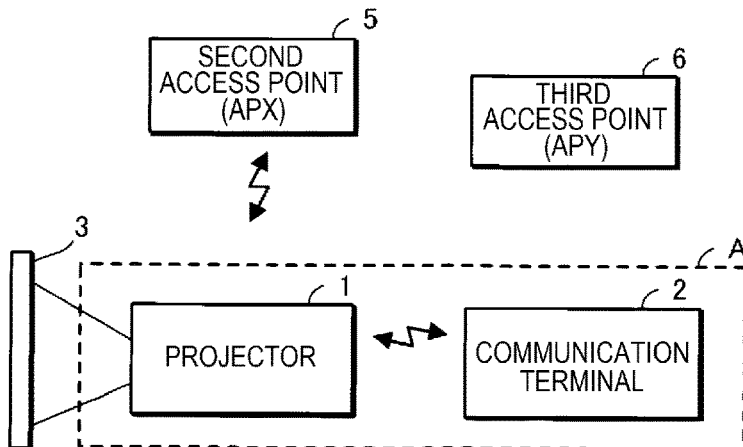 5
SECOND
ACCESS POINT
(APX)
6
THIRD
ACCESS POINT
(APY)
3
A
1
PROJECTOR
2
COMMUNICATION
TERMINAL